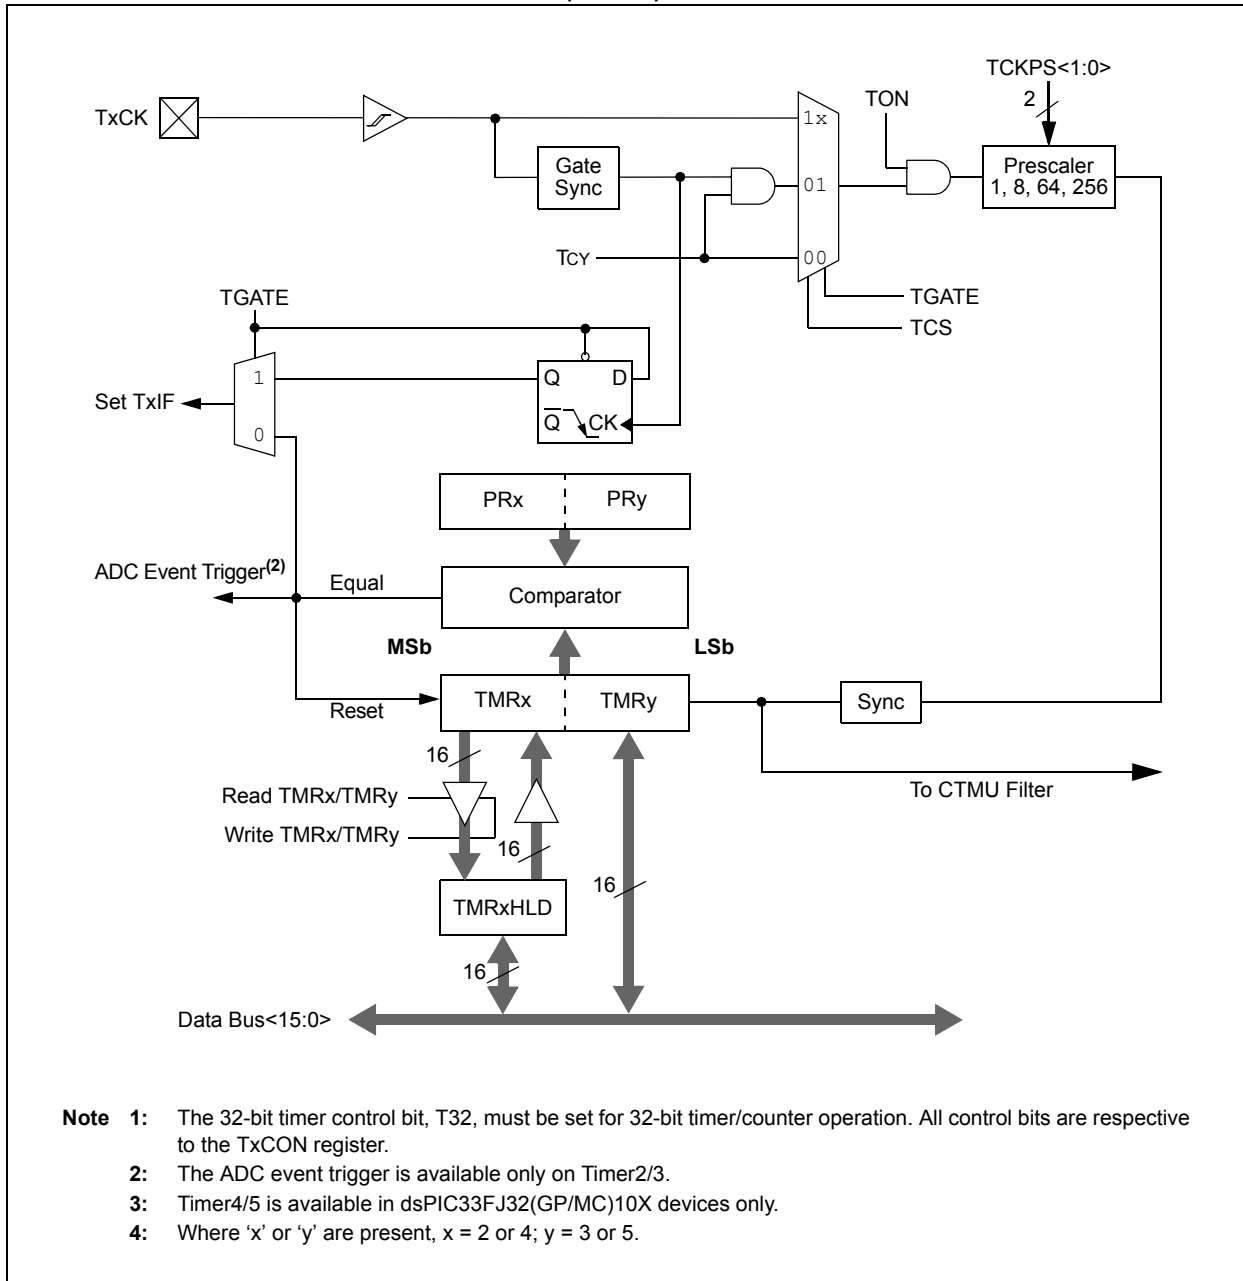 TCKPS<1:0>
2
TON
TxCK
1x
Prescaler
1, 8, 64, 256
Gate
Sync
01
TCY
00
TGATE
TCS
TGATE
1
Q D
Set TxIF
Q CK
0
PRx PRy
ADC Event Trigger(2)
Equal
Comparator
MSb LSb
TMRx TMRy
Sync
Reset
16
To CTMU Filter
Read TMRx/TMRy
Write TMRx/TMRy
16
16
TMRxHLD
16
Data Bus<15:0>
Note 1: The 32-bit timer control bit, T32, must be set for 32-bit timer/counter operation. All control bits are respective
to the TxCON register.
2: The ADC event trigger is available only on Timer2/3.
3: Timer4/5 is available in dsPIC33FJ32(GP/MC)10X devices only.
4: Where ‘x’ or ‘y’ are present, x = 2 or 4; y = 3 or 5.